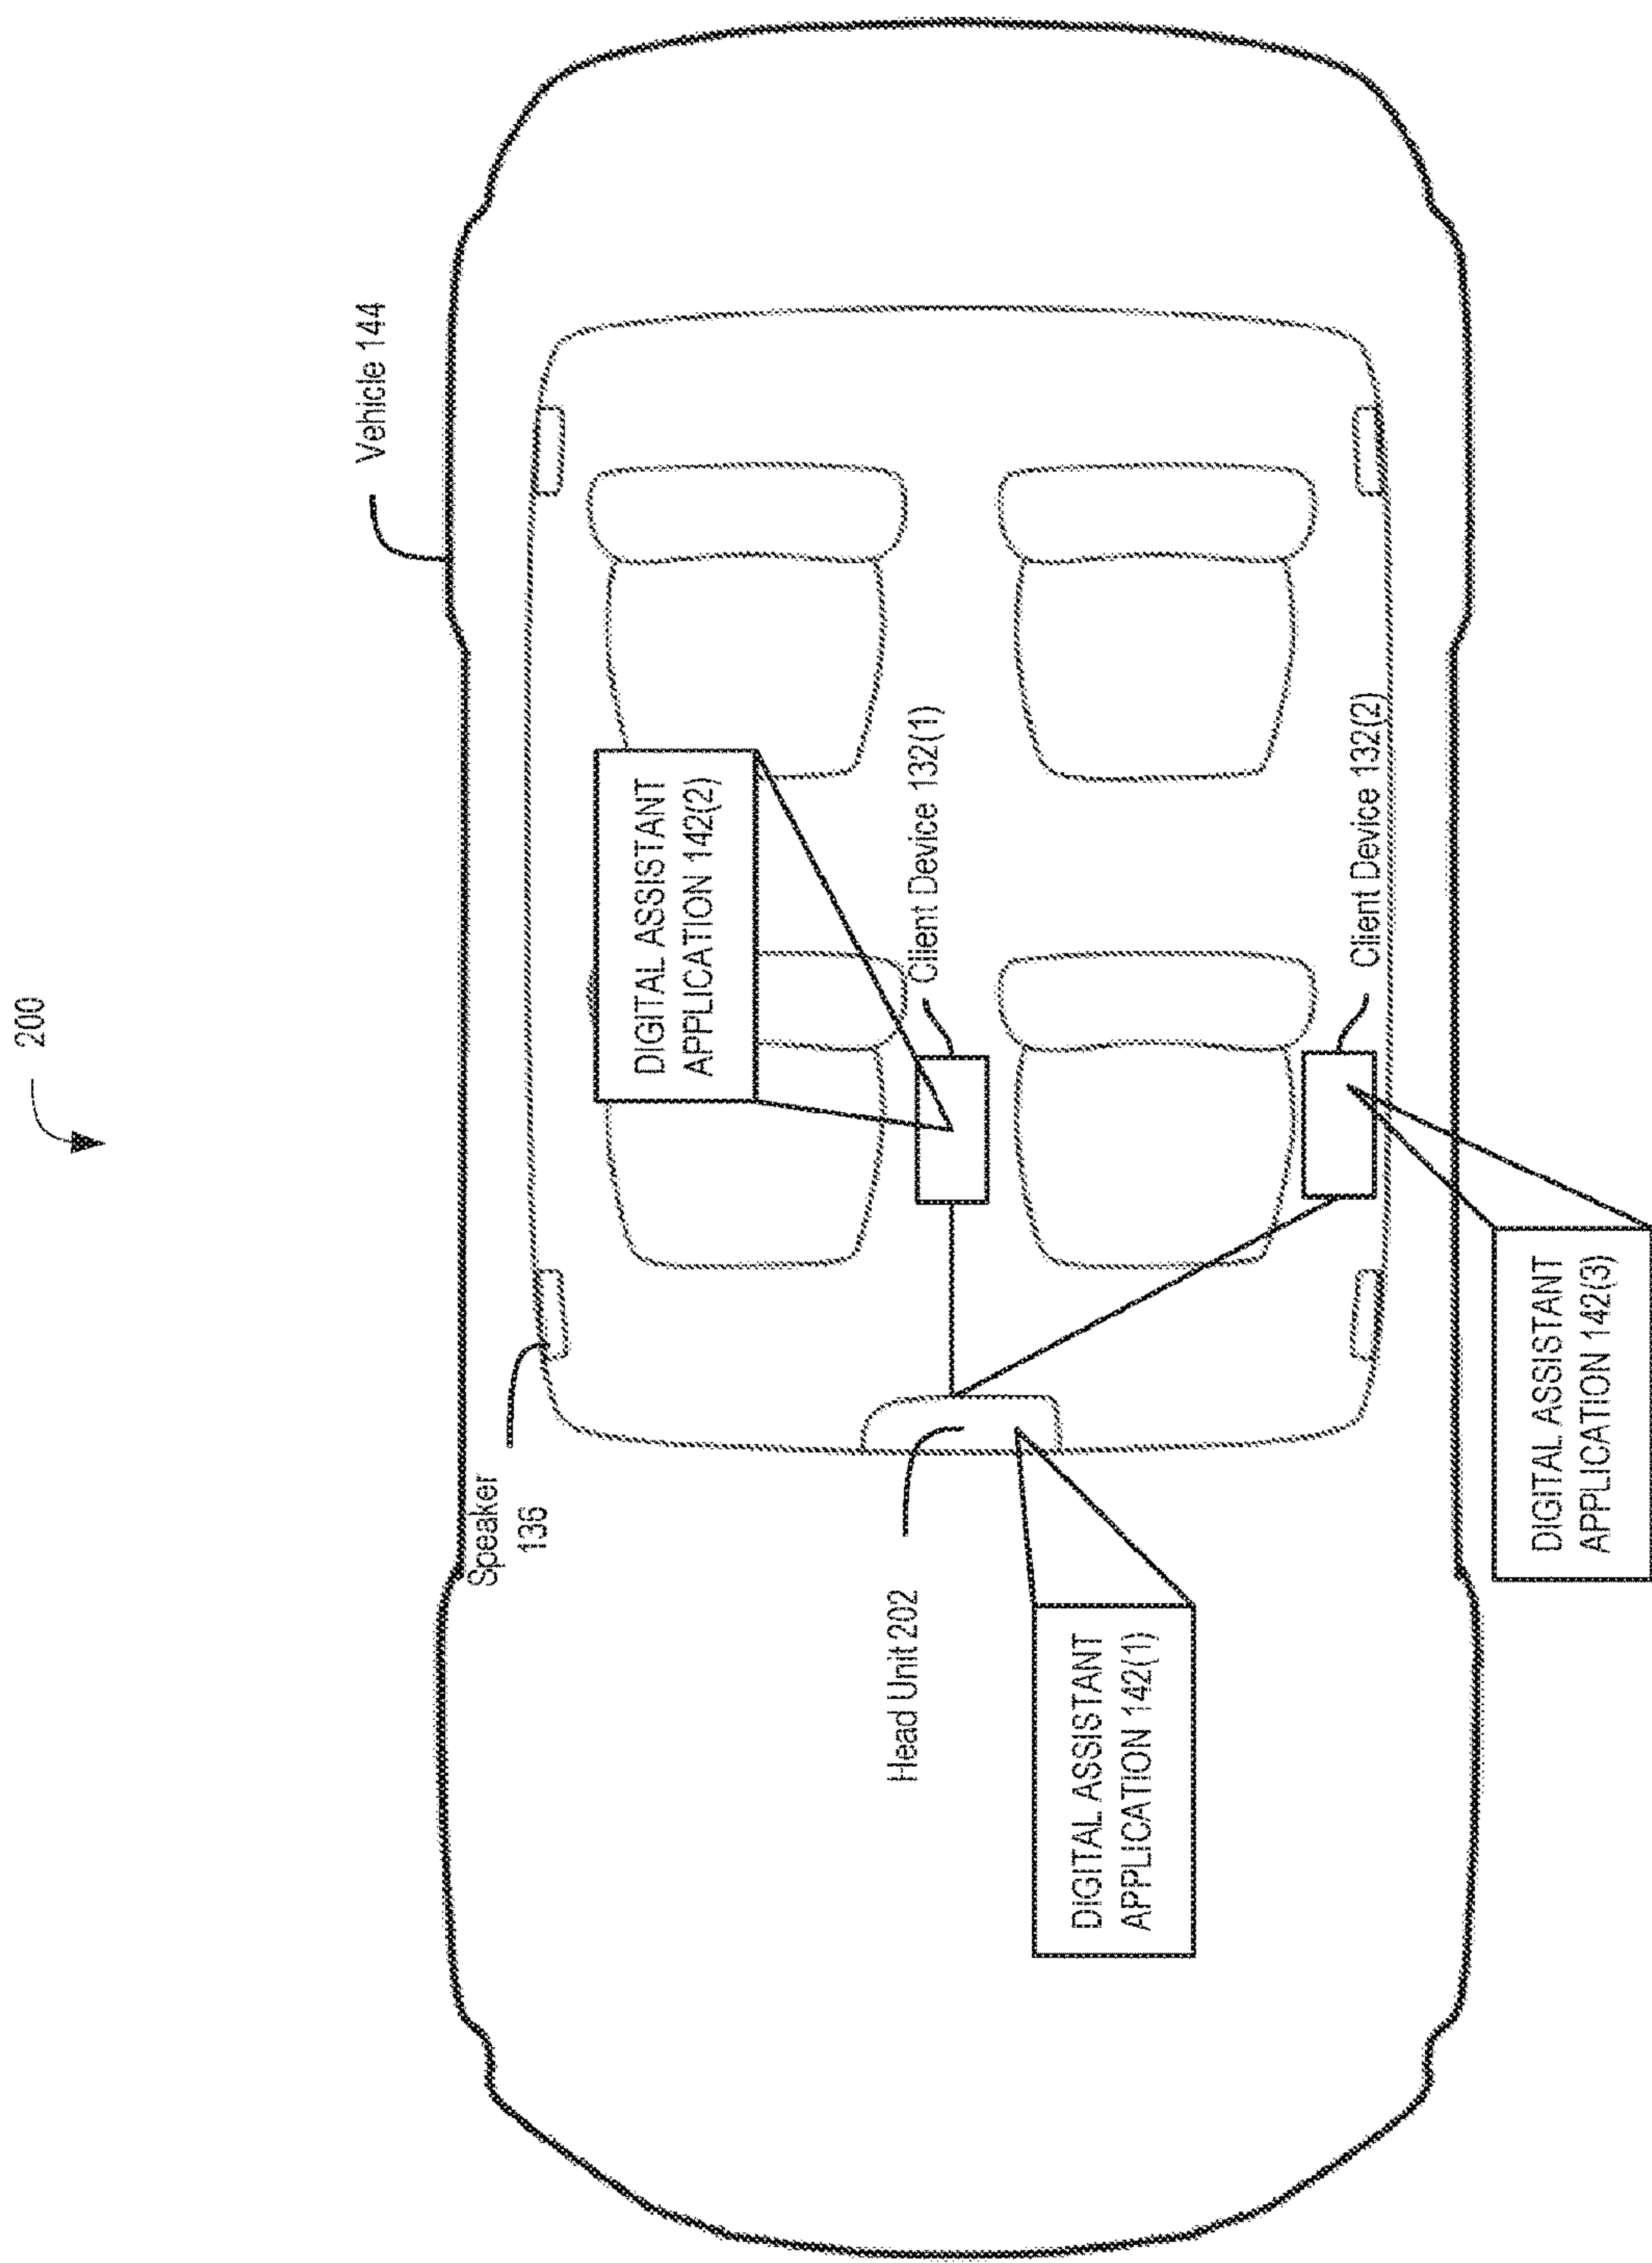 200
Vehicle 144
DIGITAL ASSISTANT
APPLICATION 142(2)
Client Device 132(1)
Client Device 132(2)
Speaker
136
Head Unit 202
DIGITAL ASSISTANT
APPLICATION 142(1)
DIGITAL ASSISTANT
APPLICATION 142(3)